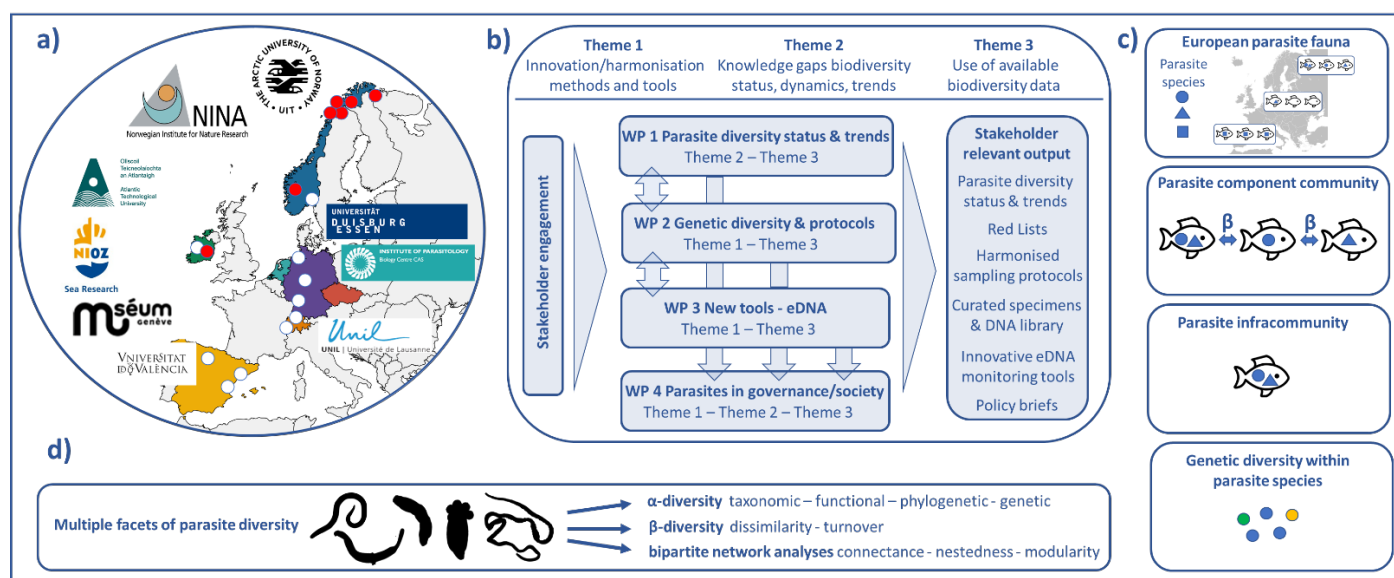 a)
NINA
Norwegian Institute for Nature Research
THE ARCTIC UNIVERSITY OF NORWAY
UiT
Ollscoil
Teicneolaíochta
an Atlantaigh
Atlantic
Technological
University
UNIVERSITÄT
DUISBURG
ESSEN
INSTITUTE OF PARASITOLOGY
Biology Centre CAS
NIOZ
Sea Research
muséum
genève
Unil
UNIL | Université de Lausanne
VNIVERSITAT
ID VALÈNCIA
b)
Theme 1
Innovation/harmonisation
methods and tools
Theme 2
Knowledge gaps biodiversity
status, dynamics, trends
Theme 3
Use of available
biodiversity data
Stakeholder engagement
WP 1 Parasite diversity status & trends
Theme 2 – Theme 3
WP 2 Genetic diversity & protocols
Theme 1 – Theme 3
WP 3 New tools - eDNA
Theme 1 – Theme 3
WP 4 Parasites in governance/society
Theme 1 – Theme 2 – Theme 3
Stakeholder
relevant output
Parasite diversity
status & trends
Red Lists
Harmonised
sampling protocols
Curated specimens
& DNA library
Innovative eDNA
monitoring tools
Policy briefs
c)
European parasite fauna
Parasite
species
Parasite component community
β
β
Parasite infracommunity
Genetic diversity within
parasite species
d)
Multiple facets of parasite diversity
α-diversity taxonomic – functional – phylogenetic - genetic
β-diversity dissimilarity - turnover
bipartite network analyses connectance - nestedness - modularity